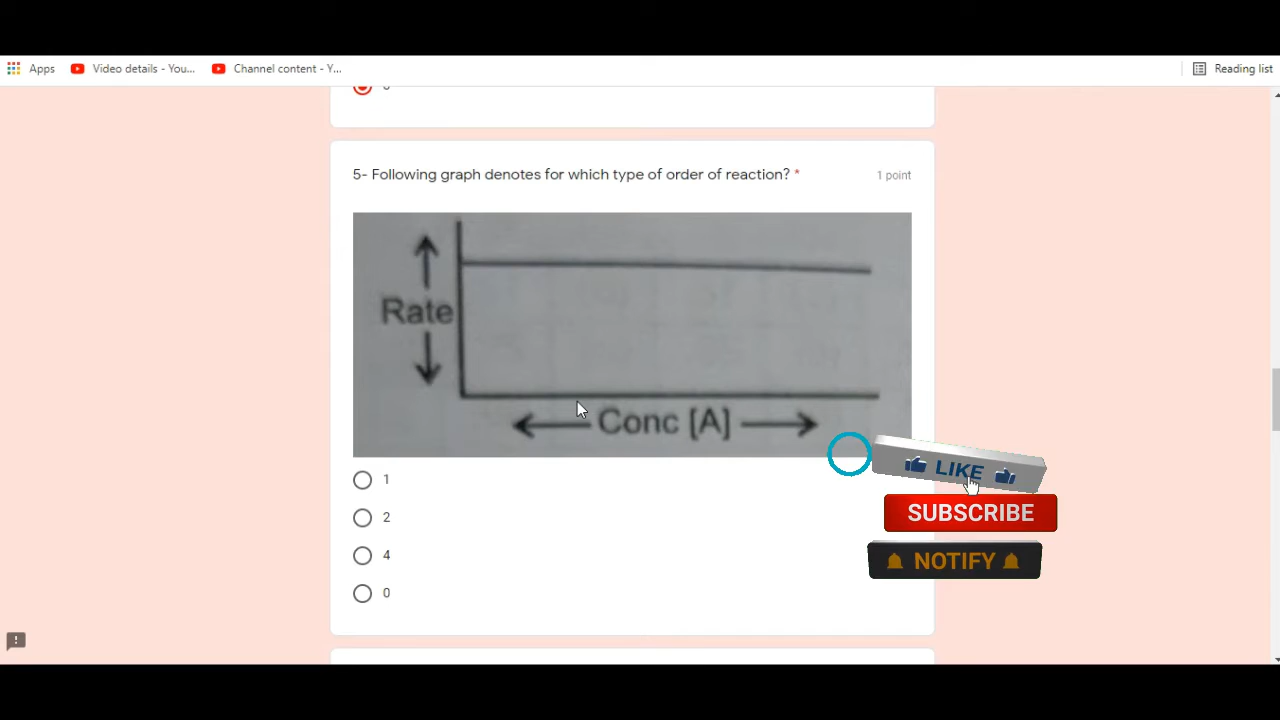 Apps
Video details - You...
Channel content - Y...
Reading list
5- Following graph denotes for which type of order of reaction? *
1 point
Rate
Conc [A]
1
2
4
0
LIKE
SUBSCRIBE
NOTIFY